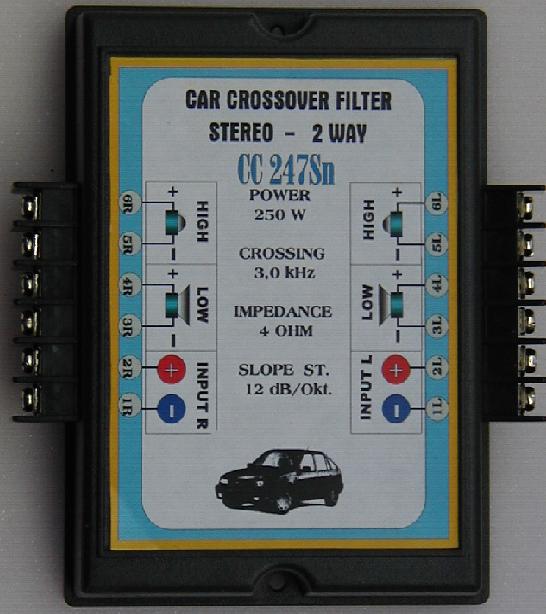 CAR CROSSOVER FILTER
STEREO - 2 WAY
CC 247Sn
POWER
250 W
CROSSING
3,0 kHz
IMPEDANCE
4 OHM
SLOPE ST.
12 dB/Okt.
6R
+
HIGH
5R
-
4R
+
LOW
3R
-
2R
+
INPUT R
1R
-
HIGH
+
6L
-
5L
LOW
+
4L
-
3L
INPUT L
+
2L
-
1L